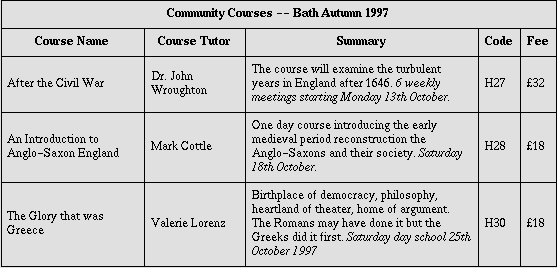 Community Courses -- Bath Autumn 1997
Course Name Course Tutor Summary Code Fee
After the Civil War
Dr. John
Wroughton
The course will examine the turbulent
years in England after 1646. 6 weekly
meetings starting Monday 13th October.
H27
£32
An Introduction to
Anglo-Saxon England
Mark Cottle
One day course introducing the early
medieval period reconstruction the
Anglo-Saxons and their society. Saturday
18th October.
H28
£18
The Glory that was
Greece
Valerie Lorenz
Birthplace of democracy, philosophy,
heartland of theater, home of argument.
The Romans may have done it but the
Greeks did it first. Saturday day school 25th
October 1997
H30
£18